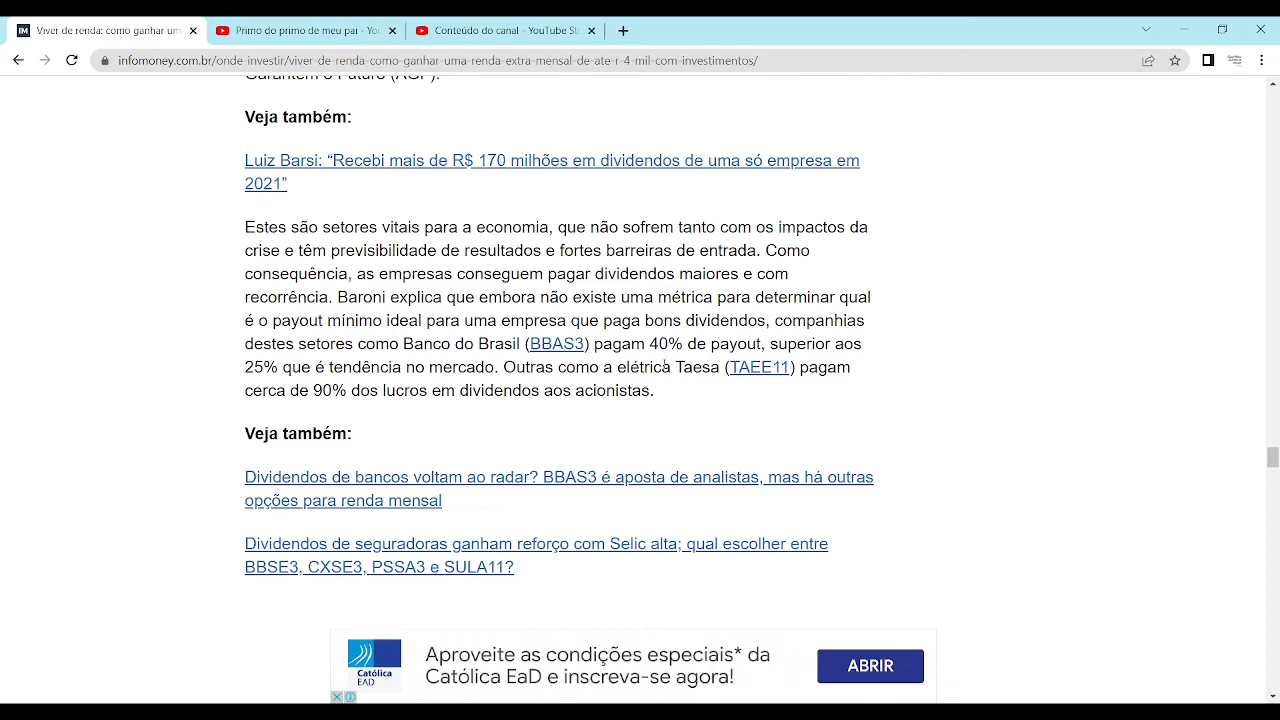 Viver de renda: como ganhar um
Primo do primo de meu pai - You
Conteúdo do canal - YouTube St
infomoney.com.br/onde-investir/viver-de-renda-como-ganhar-uma-renda-extra-mensal-de-ate-r-4-mil-com-investimentos/
Garantem o Futuro (AGF).
Veja também:
Luiz Barsi: “Recebi mais de R$ 170 milhões em dividendos de uma só empresa em
2021”
Estes são setores vitais para a economia, que não sofrem tanto com os impactos da
crise e têm previsibilidade de resultados e fortes barreiras de entrada. Como
consequência, as empresas conseguem pagar dividendos maiores e com
recorrência. Baroni explica que embora não existe uma métrica para determinar qual
é o payout mínimo ideal para uma empresa que paga bons dividendos, companhias
destes setores como Banco do Brasil (BBAS3) pagam 40% de payout, superior aos
25% que é tendência no mercado. Outras como a elétrica Taesa (TAEE11) pagam
cerca de 90% dos lucros em dividendos aos acionistas.
Veja também:
Dividendos de bancos voltam ao radar? BBAS3 é aposta de analistas, mas há outras
opções para renda mensal
Dividendos de seguradoras ganham reforço com Selic alta; qual escolher entre
BBSE3, CXSE3, PSSA3 e SULA11?
Católica
EAD
Aproveite as condições especiais* da
Católica EaD e inscreva-se agora!
ABRIR